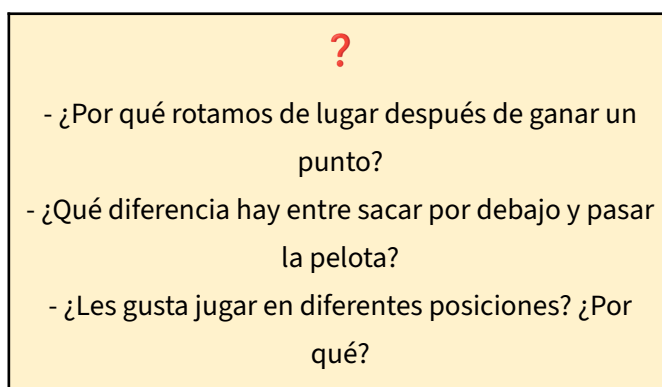 ❓
- ¿Por qué rotamos de lugar después de ganar un
punto?
- ¿Qué diferencia hay entre sacar por debajo y pasar
la pelota?
- ¿Les gusta jugar en diferentes posiciones? ¿Por
qué?